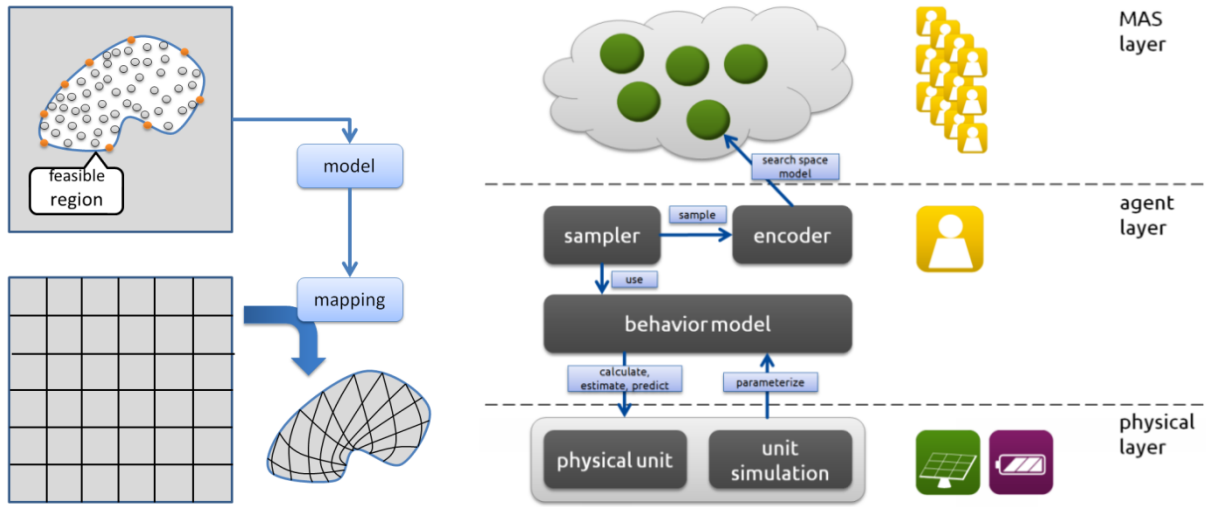 feasible
region
model
mapping
MAS
layer
search space
model
agent
layer
sampler
sample
encoder
use
behavior model
calculate,
estimate, predict
parameterize
physical
layer
physical unit
unit
simulation